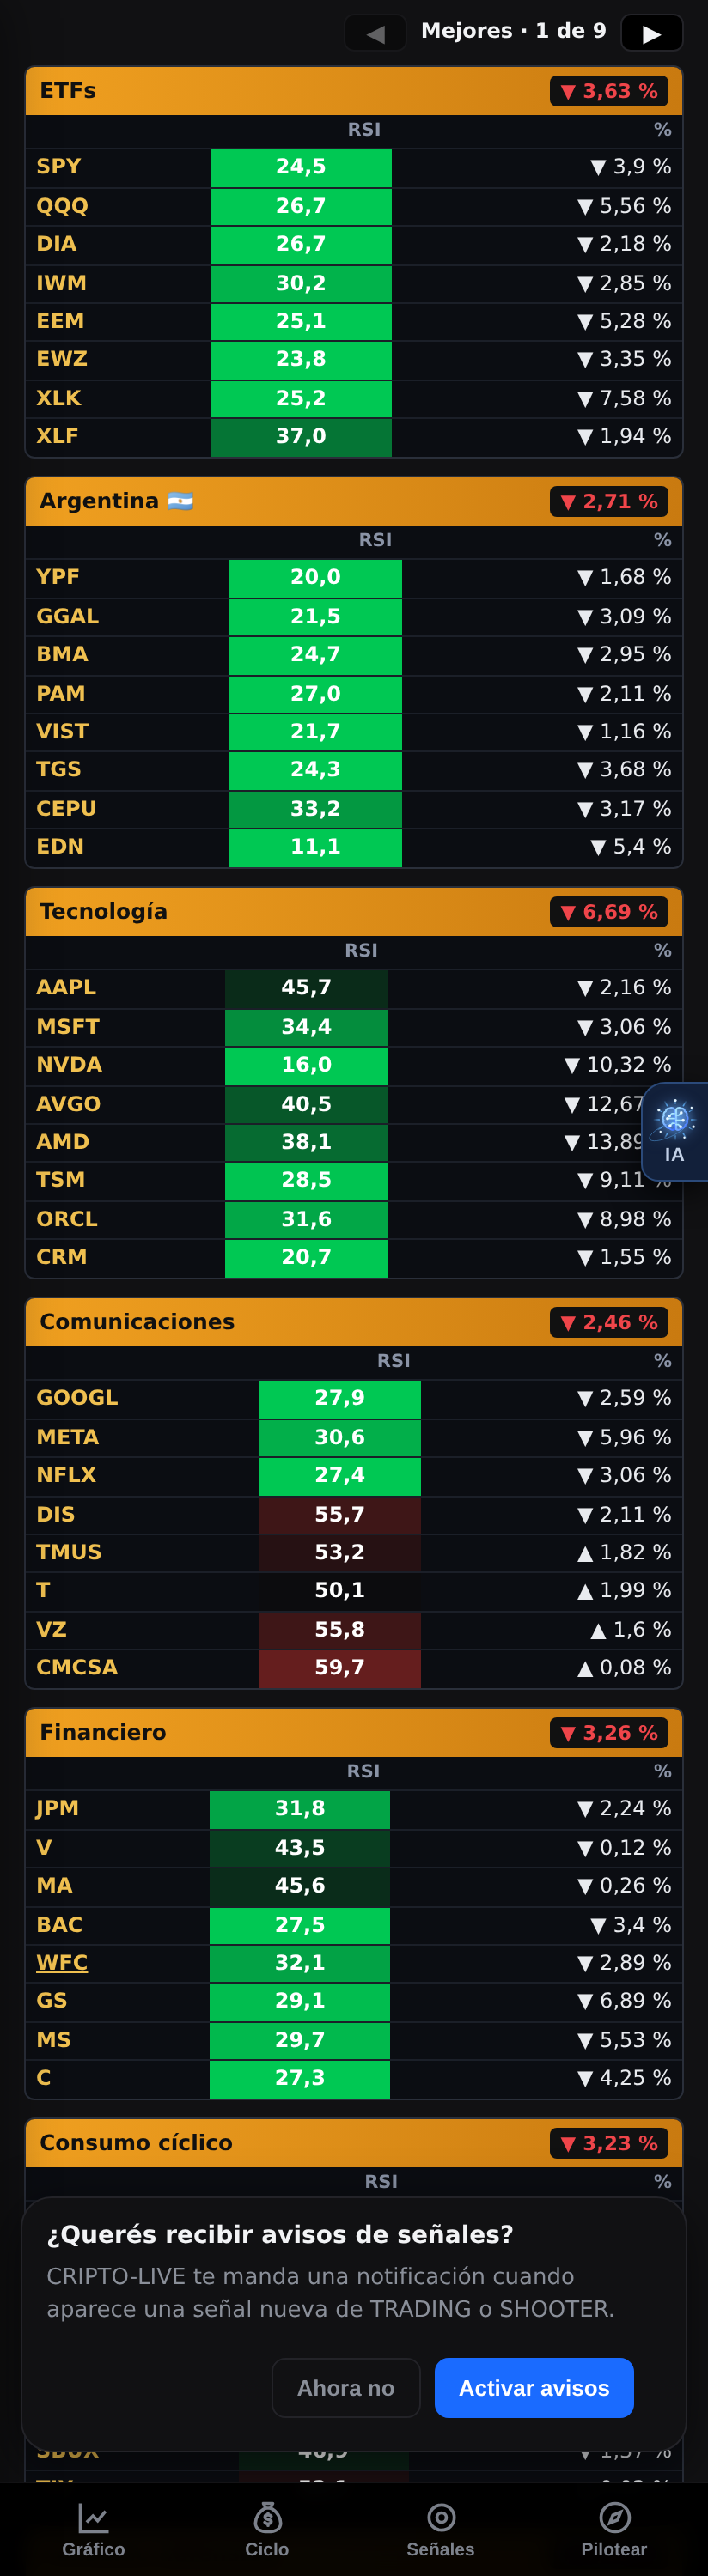 ◀ Mejores · 1 de 9 ▶
ETFs ▼ 3,63 %
RSI %
SPY 24,5 ▼ 3,9 %
QQQ 26,7 ▼ 5,56 %
DIA 26,7 ▼ 2,18 %
IWM 30,2 ▼ 2,85 %
EEM 25,1 ▼ 5,28 %
EWZ 23,8 ▼ 3,35 %
XLK 25,2 ▼ 7,58 %
XLF 37,0 ▼ 1,94 %
Argentina 🇦🇷 ▼ 2,71 %
RSI %
YPF 20,0 ▼ 1,68 %
GGAL 21,5 ▼ 3,09 %
BMA 24,7 ▼ 2,95 %
PAM 27,0 ▼ 2,11 %
VIST 21,7 ▼ 1,16 %
TGS 24,3 ▼ 3,68 %
CEPU 33,2 ▼ 3,17 %
EDN 11,1 ▼ 5,4 %
Tecnología ▼ 6,69 %
RSI %
AAPL 45,7 ▼ 2,16 %
MSFT 34,4 ▼ 3,06 %
NVDA 16,0 ▼ 10,32 %
AVGO 40,5 ▼ 12,67
AMD 38,1 ▼ 13,89
IA
TSM 28,5 ▼ 9,11 %
ORCL 31,6 ▼ 8,98 %
CRM 20,7 ▼ 1,55 %
Comunicaciones ▼ 2,46 %
RSI %
GOOGL 27,9 ▼ 2,59 %
META 30,6 ▼ 5,96 %
NFLX 27,4 ▼ 3,06 %
DIS 55,7 ▼ 2,11 %
TMUS 53,2 ▲ 1,82 %
T 50,1 ▲ 1,99 %
VZ 55,8 ▲ 1,6 %
CMCSA 59,7 ▲ 0,08 %
Financiero ▼ 3,26 %
RSI %
JPM 31,8 ▼ 2,24 %
V 43,5 ▼ 0,12 %
MA 45,6 ▼ 0,26 %
BAC 27,5 ▼ 3,4 %
WFC 32,1 ▼ 2,89 %
GS 29,1 ▼ 6,89 %
MS 29,7 ▼ 5,53 %
C 27,3 ▼ 4,25 %
Consumo cíclico ▼ 3,23 %
RSI %
¿Querés recibir avisos de señales?
CRIPTO-LIVE te manda una notificación cuando
aparece una señal nueva de TRADING o SHOOTER.
Ahora no Activar avisos
Gráfico Ciclo Señales Pilotear